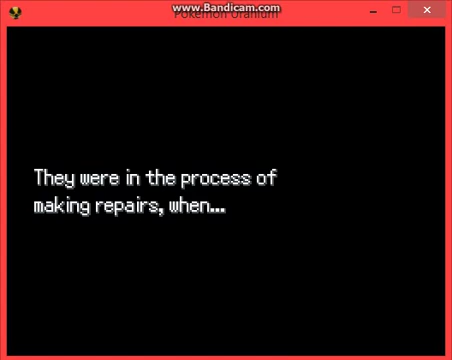 www.Bandicam.com
Pokemon Uranium
They were in the process of
making repairs, when...